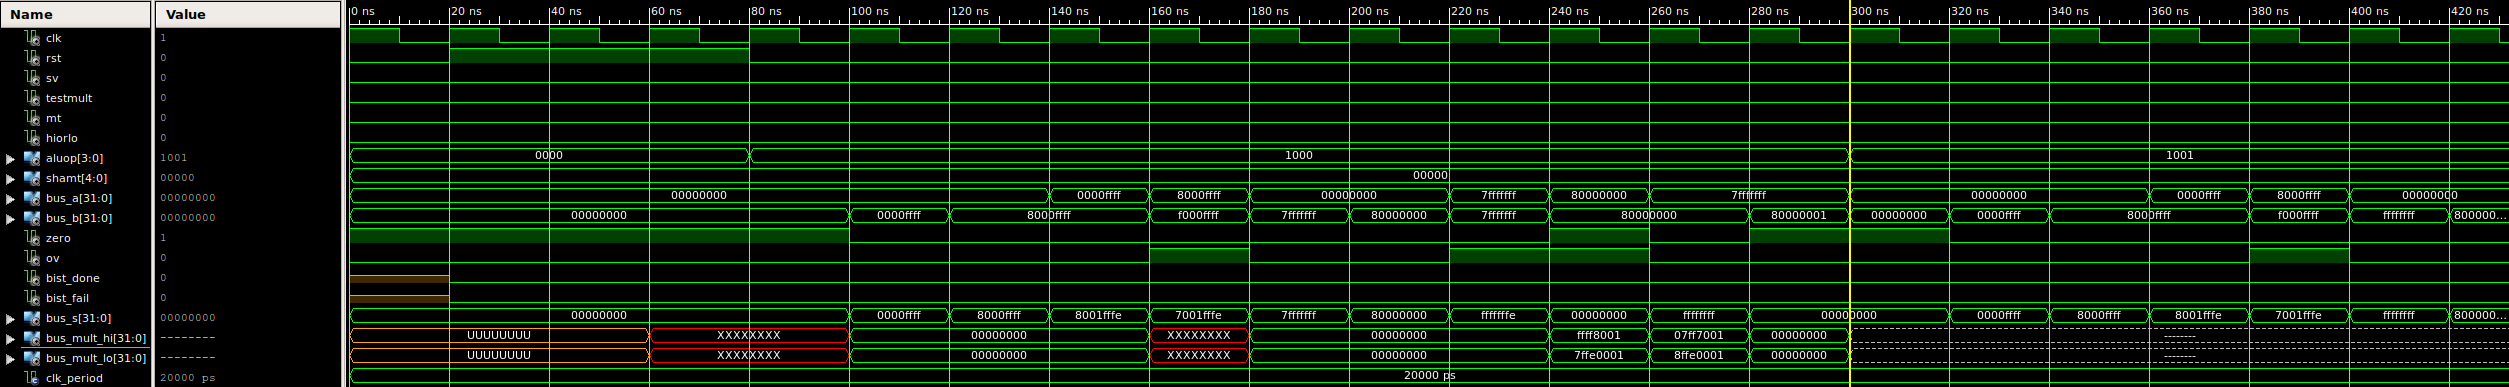 Name Value 0 ns 20 ns 40 ns 60 ns 80 ns 100 ns 120 ns 140 ns 160 ns 180 ns 200 ns 220 ns 240 ns 260 ns 280 ns 300 ns 320 ns 340 ns 360 ns 380 ns 400 ns 420 ns
clk 1
rst 0
sv 0
testmult 0
mt 0
hiorlo 0
aluop[3:0] 1001 0000 1000 1001
shamt[4:0] 00000 00000
bus_a[31:0] 00000000 00000000 0000ffff 8000ffff 00000000 7fffffff 80000000 7fffffff 00000000 0000ffff 8000ffff 00000000
bus_b[31:0] 00000000 00000000 0000ffff 8000ffff f000ffff 7fffffff 80000000 7fffffff 80000000 80000001 00000000 0000ffff 8000ffff f000ffff ffffffff 800000...
zero 1
ov 0
bist_done 0
bist_fail 0
bus_s[31:0] 00000000 00000000 0000ffff 8000ffff 8001fffe 7001fffe 7fffffff 80000000 fffffffe 00000000 ffffffff 00000000 0000ffff 8000ffff 8001fffe 7001fffe ffffffff 800000...
bus_mult_hi[31:0] -------- UUUUUUUU XXXXXXXX 00000000 XXXXXXXX 00000000 ffff8001 07ff7001 00000000 --------
bus_mult_lo[31:0] -------- UUUUUUUU XXXXXXXX 00000000 XXXXXXXX 00000000 7ffe0001 8ffe0001 00000000 --------
clk_period 20000 ps 20000 ps